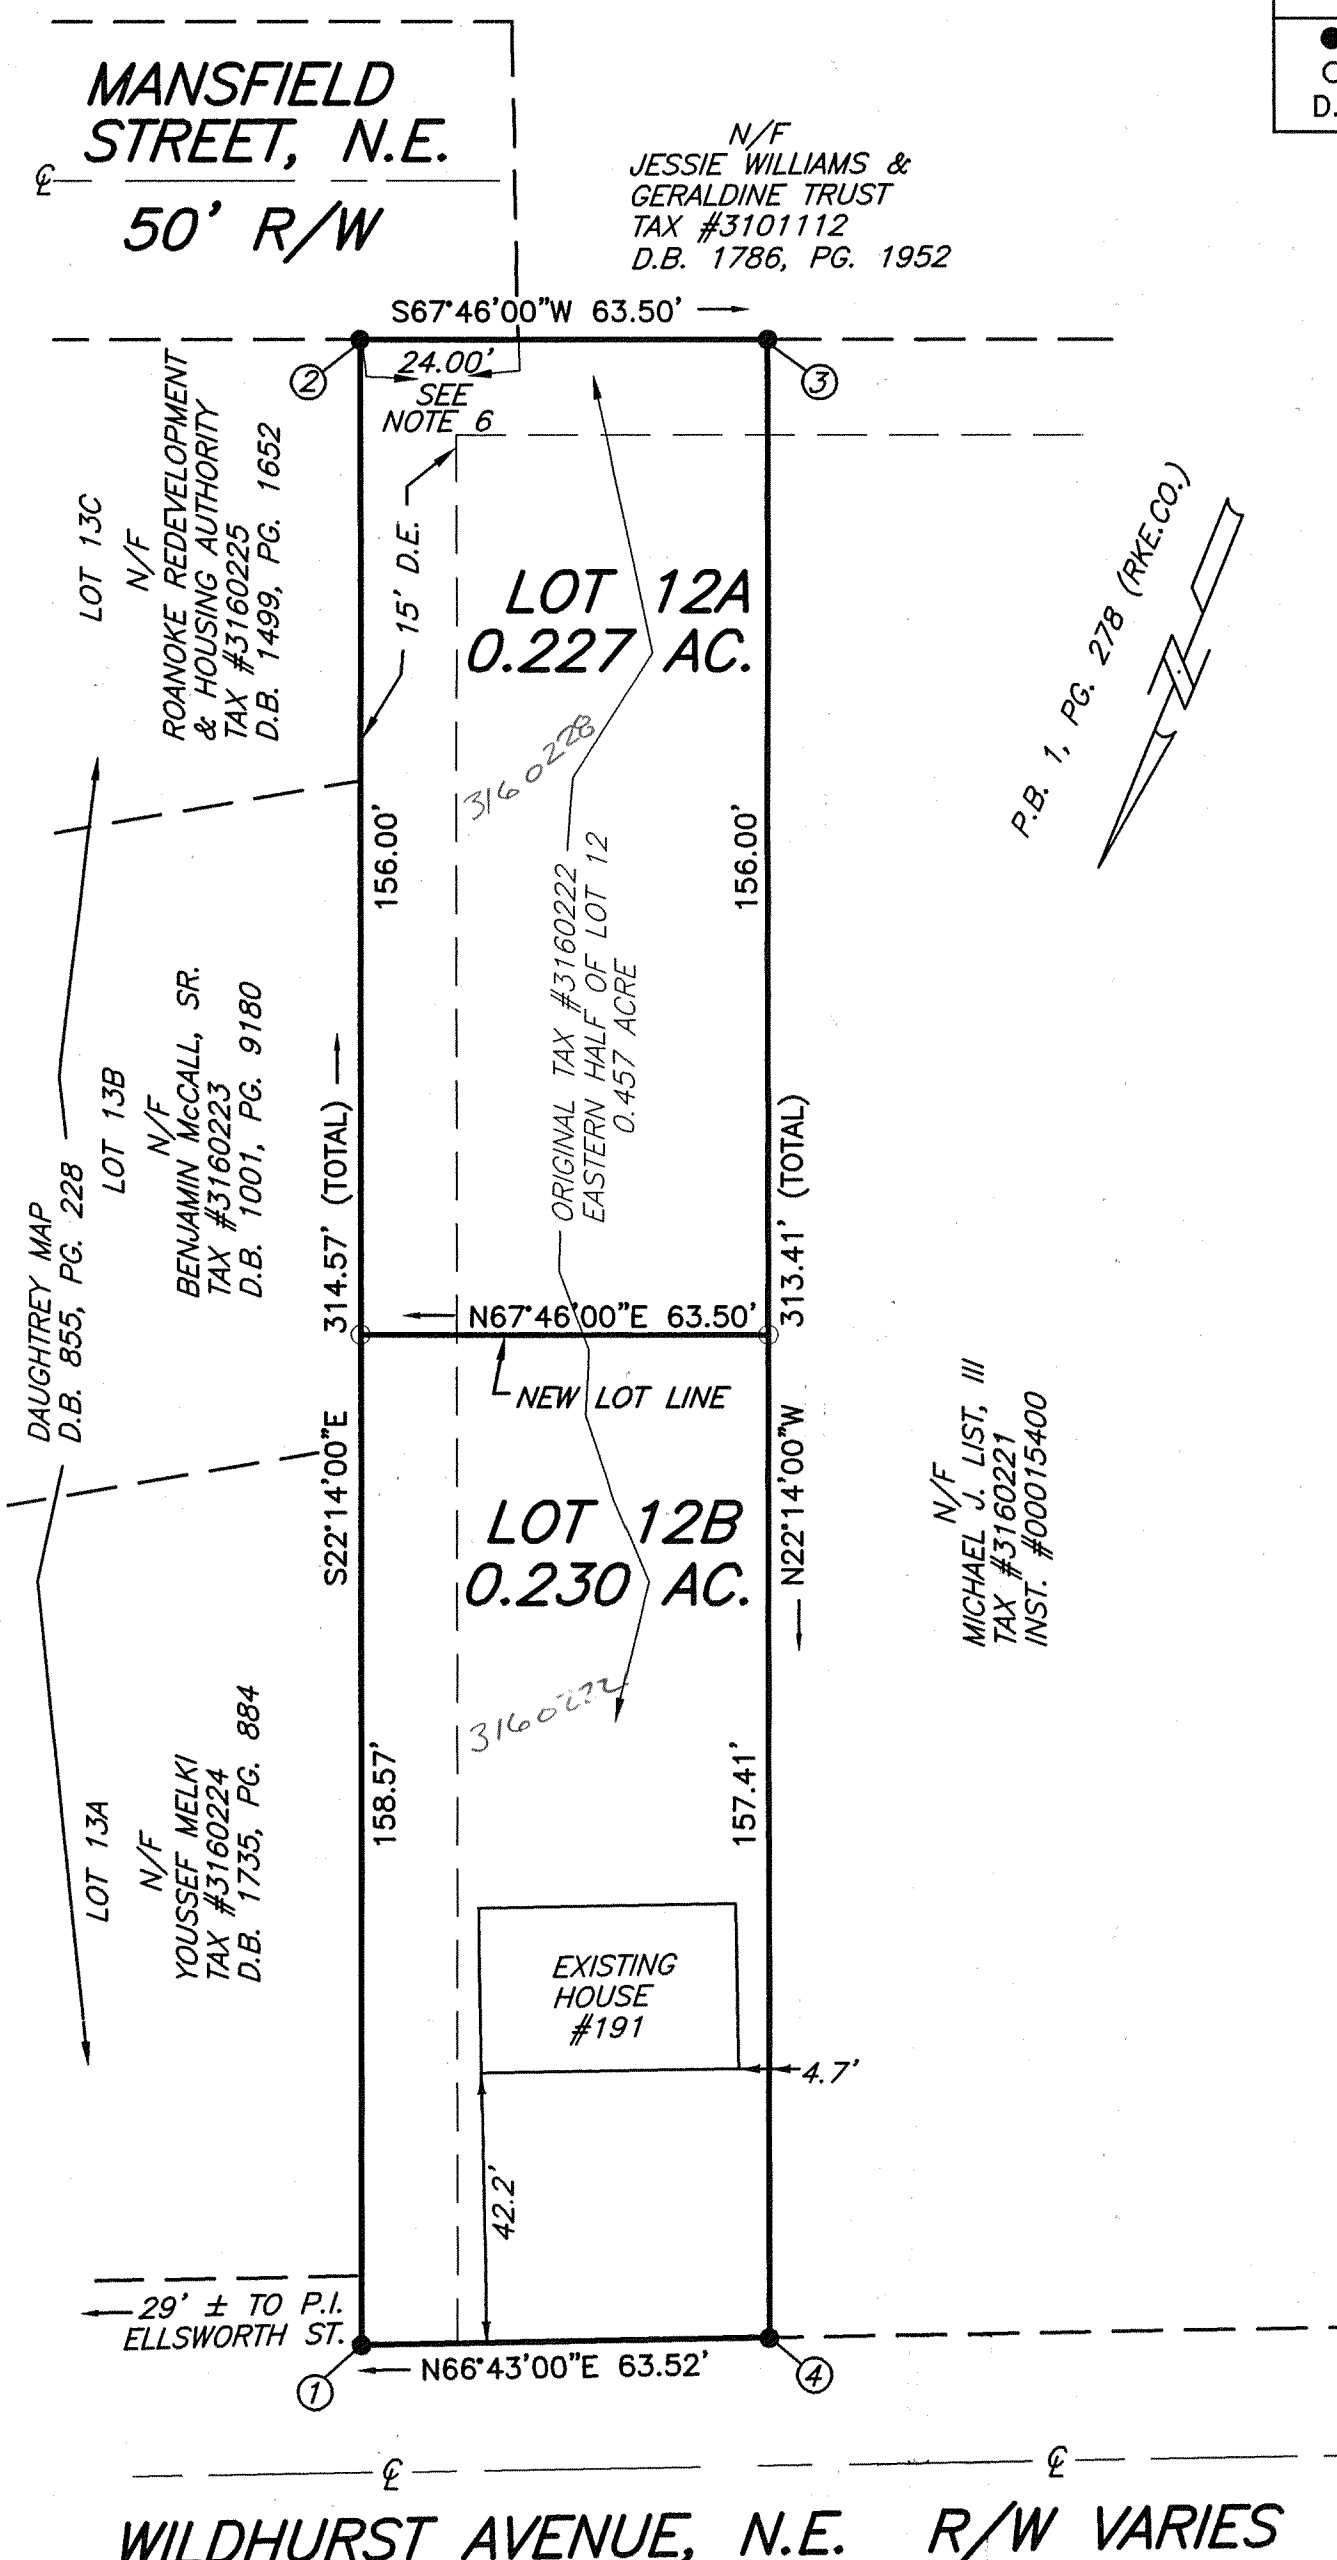 MANSFIELD
STREET, N.E.
℄
50' R/W
D.
N/F
JESSIE WILLIAMS &
GERALDINE TRUST
TAX #3101112
D.B. 1786, PG. 1952
S67°46'00"W 63.50'
24.00'
SEE
NOTE 6
2
3
LOT 13C
N/F
ROANOKE REDEVELOPMENT
& HOUSING AUTHORITY
TAX #3160225
D.B. 1499, PG. 1652
15' D.E.
LOT 12A
0.227 AC.
3160228
P.B. 1, PG. 278 (RKE.CO.)
156.00'
156.00'
ORIGINAL TAX #3160222
EASTERN HALF OF LOT 12
0.457 ACRE
DAUGHTREY MAP
D.B. 855, PG. 228
LOT 13B
N/F
BENJAMIN McCALL, SR.
TAX #3160223
D.B. 1001, PG. 9180
314.57' (TOTAL)
313.41' (TOTAL)
N67°46'00"E 63.50'
NEW LOT LINE
S22°14'00"E
N22°14'00"W
LOT 12B
0.230 AC.
3160222
N/F
MICHAEL J. LIST, III
TAX #3160221
INST. #00015400
LOT 13A
N/F
YOUSSEF MELKI
TAX #3160224
D.B. 1735, PG. 884
158.57'
157.41'
EXISTING
HOUSE
#191
4.7'
42.2'
29' ± TO P.I.
ELLSWORTH ST.
N66°43'00"E 63.52'
1
4
℄
℄
WILDHURST AVENUE, N.E. R/W VARIES